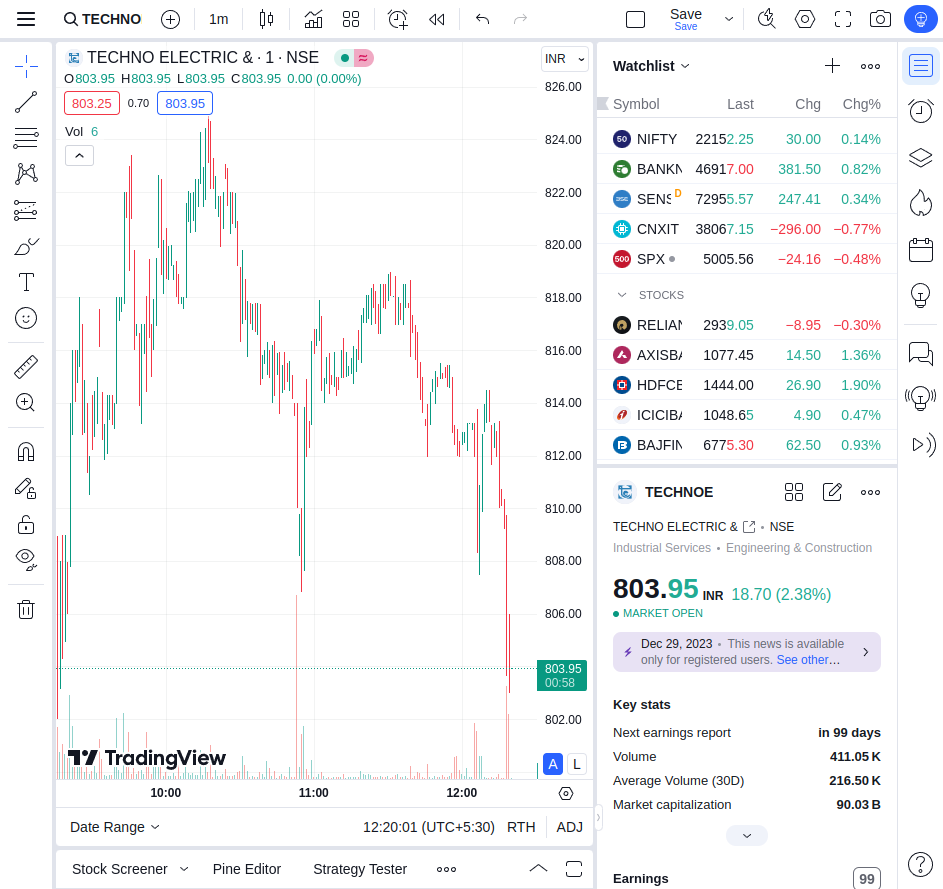 TECHNO
1m
Save
Save
TECHNO ELECTRIC & · 1 · NSE
O803.95 H803.95 L803.95 C803.95 0.00 (0.00%)
803.25 0.70 803.95
Vol 6
INR
826.00
824.00
822.00
820.00
818.00
816.00
814.00
812.00
810.00
808.00
806.00
803.95
00:58
802.00
TradingView
A L
10:00 11:00 12:00
Date Range 12:20:01 (UTC+5:30) RTH ADJ
Stock Screener Pine Editor Strategy Tester
Watchlist
Symbol Last Chg Chg%
50 NIFTY 22152.25 30.00 0.14%
BANKN 46917.00 381.50 0.82%
SENS D 72955.57 247.41 0.34%
CNXIT 38067.15 −296.00 −0.77%
500 SPX 5005.56 −24.16 −0.48%
STOCKS
RELIAN 2939.05 −8.95 −0.30%
AXISBA 1077.45 14.50 1.36%
HDFCB 1444.00 26.90 1.90%
ICICIBA 1048.65 4.90 0.47%
BAJFIN 6775.30 62.50 0.93%
TECHNOE
TECHNO ELECTRIC & • NSE
Industrial Services • Engineering & Construction
803.95 INR 18.70 (2.38%)
MARKET OPEN
Dec 29, 2023 • This news is available
only for registered users. See other…
Key stats
Next earnings report in 99 days
Volume 411.05 K
Average Volume (30D) 216.50 K
Market capitalization 90.03 B
Earnings 99